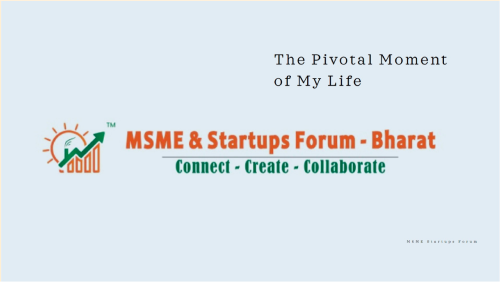 The Pivotal Moment
of My Life
TM
MSME & Startups Forum - Bharat
Connect - Create - Collaborate
MSME Startups Forum